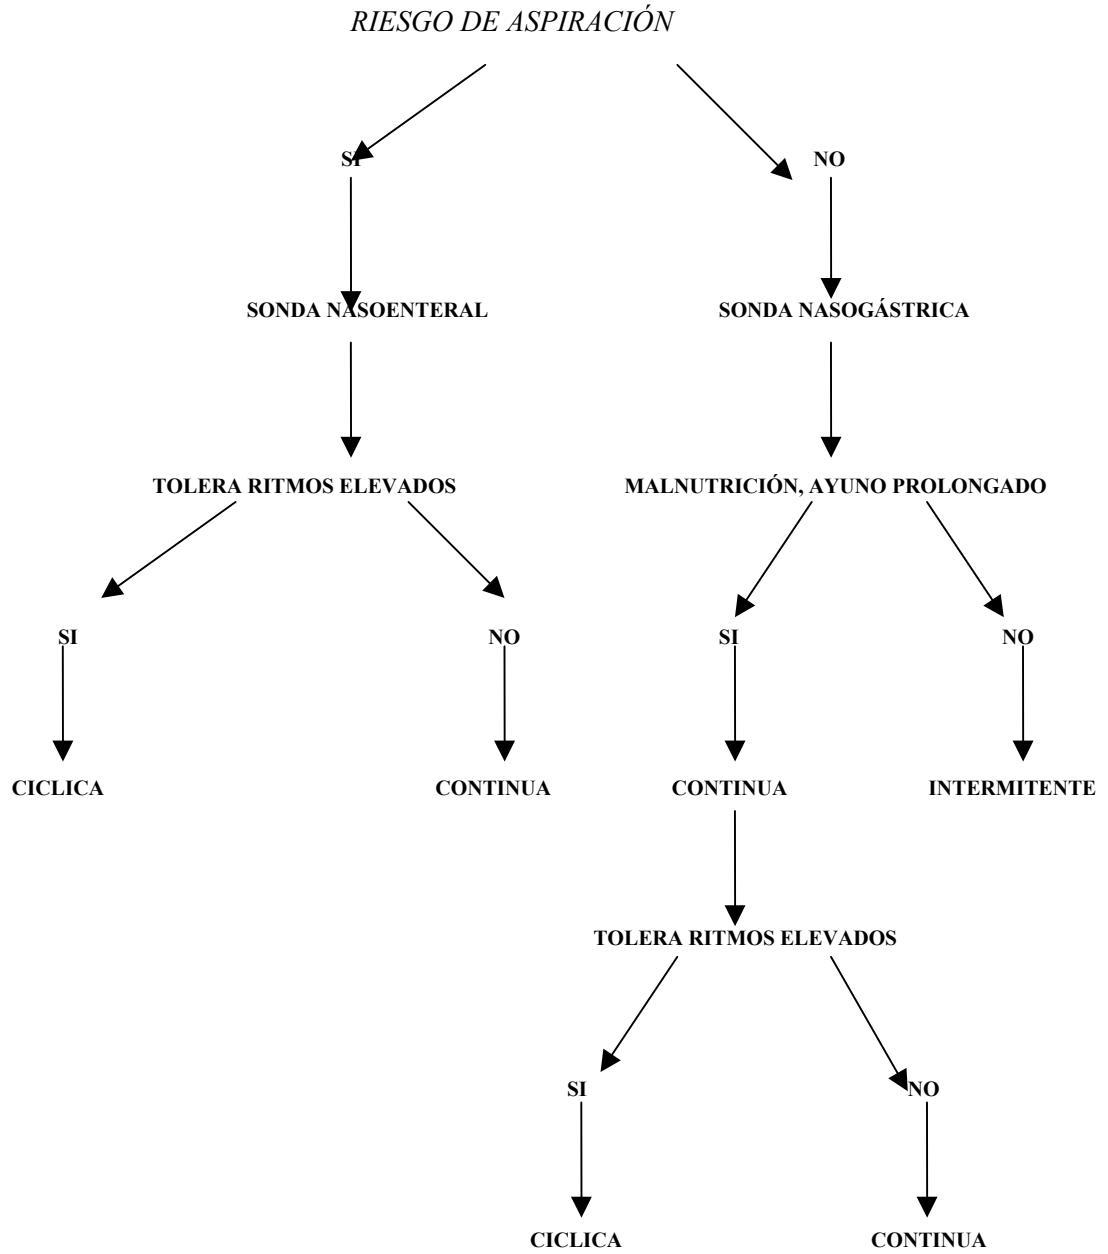 RIESGO DE ASPIRACIÓN
SI NO
SONDA NASOENTERAL SONDA NASOGÁSTRICA
TOLERA RITMOS ELEVADOS MALNUTRICIÓN, AYUNO PROLONGADO
SI NO SI NO
CICLICA CONTINUA CONTINUA INTERMITENTE
TOLERA RITMOS ELEVADOS
SI NO
CICLICA CONTINUA